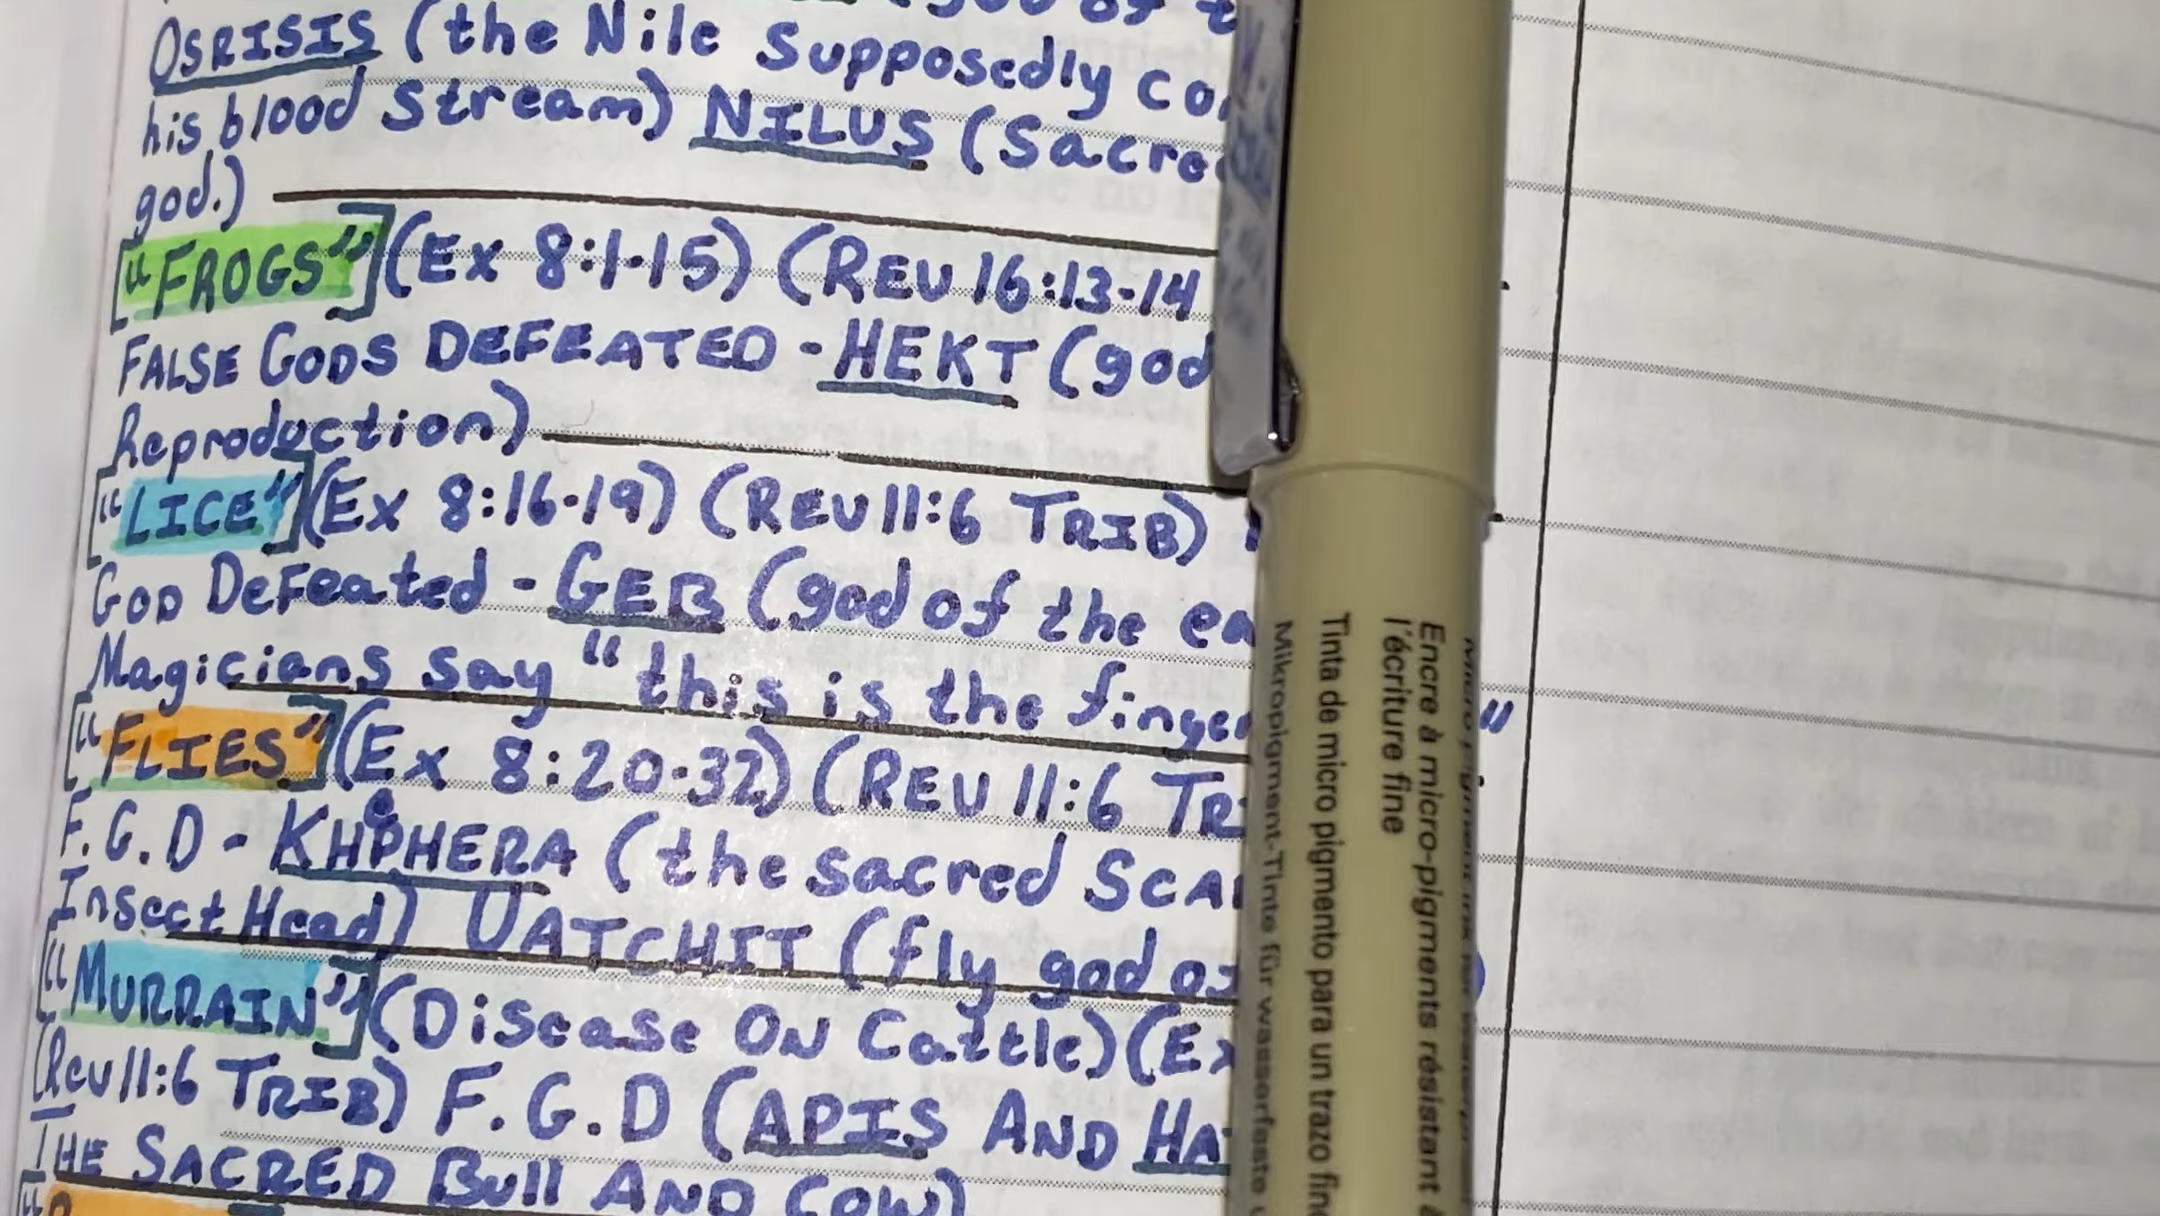 OSRISIS (the Nile Supposedly
his blood Stream) NILUS (Sacre
god.)
["FROGS"] (Ex 8:1-15) (REV 16:13-14
FALSE GODS DEFEATED - HEKT (god
Reproduction)
["LICE"] (Ex 8:16-19) (REV 11:6 TRIB)
GOD Defeated - GEB (god of the ea
Magicians say "this is the finger "
["FLIES"] (Ex 8:20-32) (REV 11:6 TR
F.G.D - KHEPHERA (the sacred SCA
Insect Head) UATCHIT (fly god of
["MURRAIN"] (Disease ON Cattle) (Ex
(Rev 11:6 TRIB) F.G.D (APIS AND HA
THE SACRED Bull AND COW)
Encre à micro-pigments résistant à
l'écriture fine
Tinta de micro pigmento para un trazo fino
Mikropigment-Tinte für wasserfeste